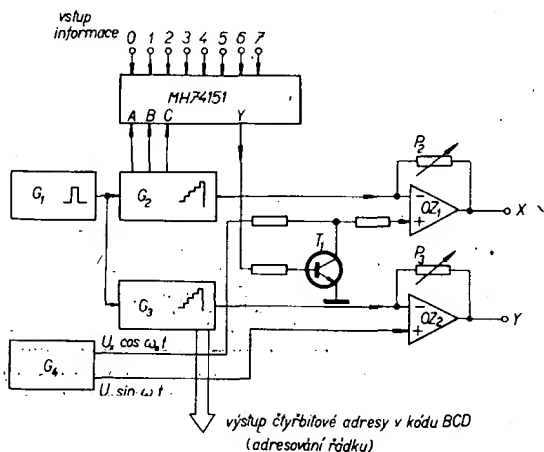 vstup
informace
0 1 2 3 4 5 6 7
MH74151
A B C Y
G1
G2
P2
OZ1
X
T1
G3
P3
OZ2
Y
G4
U. cos ω t
U. sin ω t
výstup čtyřbitové adresy v kódu BCD
(adresování řádku)